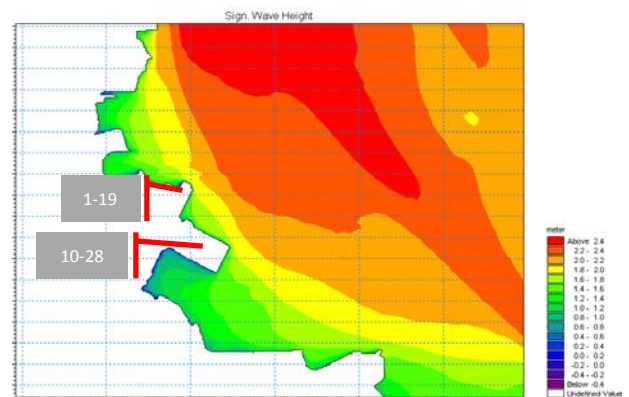 Sign. Wave Height
1-19
10-28
meter
Above 2.4
2.2 - 2.4
2.0 - 2.2
1.8 - 2.0
1.6 - 1.8
1.4 - 1.6
1.2 - 1.4
1.0 - 1.2
0.8 - 1.0
0.6 - 0.8
0.4 - 0.6
0.2 - 0.4
0.0 - 0.2
-0.2 - 0.0
-0.4 - -0.2
Below -0.4
Undefined Value